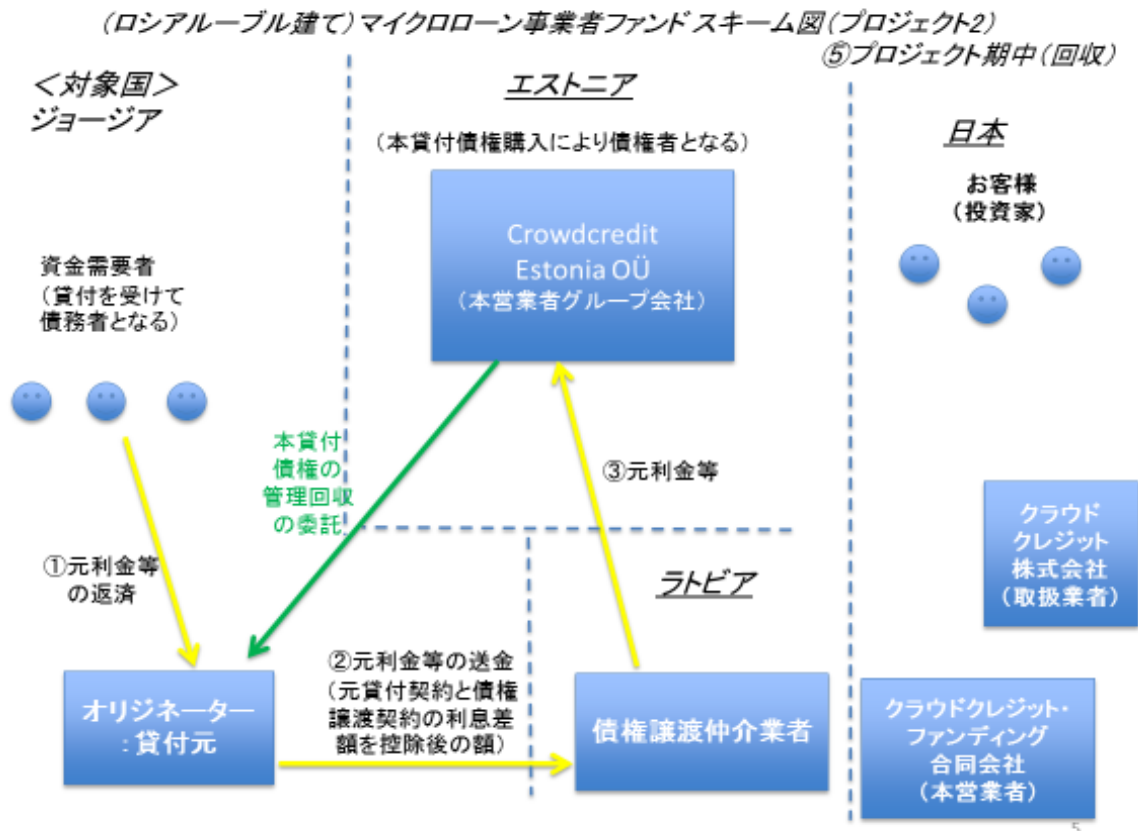 (ロシアルーブル建て)マイクロローン事業者ファンド スキーム図(プロジェクト2)
⑤プロジェクト期中(回収)
<対象国>
ジョージア
エストニア
(本貸付債権購入により債権者となる)
日本
お客様
(投資家)
Crowdcredit
Estonia OÜ
(本営業者グループ会社)
資金需要者
(貸付を受けて
債務者となる)
本貸付
債権の
管理回収
の委託
③元利金等
①元利金等
の返済
クラウド
クレジット
株式会社
(取扱業者)
ラトビア
②元利金等の送金
(元貸付契約と債権
譲渡契約の利息差
額を控除後の額)
オリジネーター
:貸付元
債権譲渡仲介業者
クラウドクレジット・
ファンディング
合同会社
(本営業者)
5